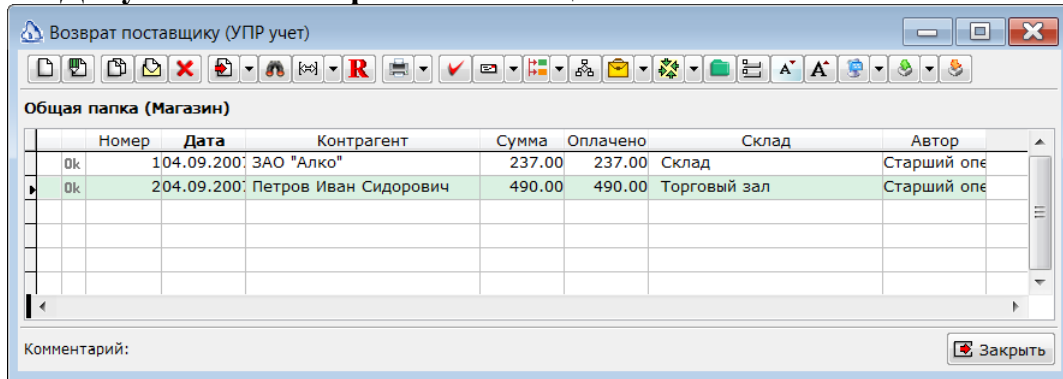 Возврат поставщику (УПР учет)
Общая папка (Магазин)
Номер Дата Контрагент Сумма Оплачено Склад Автор
Ok 1 04.09.2007 ЗАО "Алко" 237.00 237.00 Склад Старший опе
Ok 2 04.09.2007 Петров Иван Сидорович 490.00 490.00 Торговый зал Старший опе
Комментарий:
Закрыть